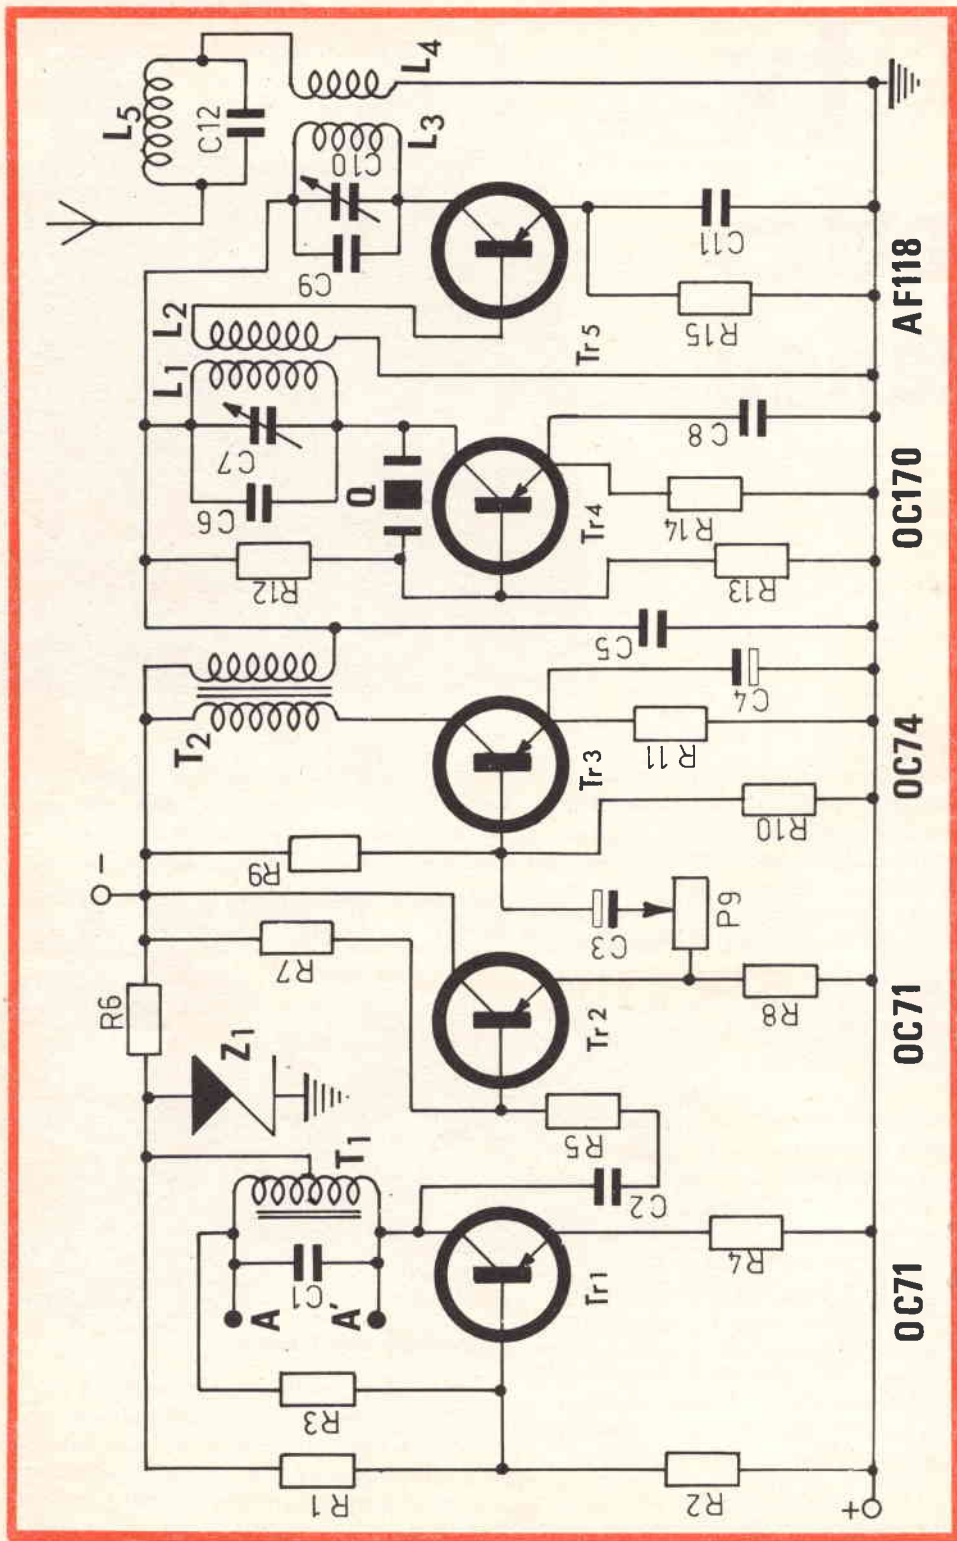 R1
R3
A
A'
C1
T1
Z1
R6
–
R2
Tr1
R4
C2
R5
R7
Tr2
R8
C3
P9
R9
T2
Tr3
R10
R11
C4
C5
R12
C6
C7
L1
L2
Q
Tr4
R13
R14
C8
C9
C10
L3
L4
L5
C12
Tr5
R15
C11
+
OC71
OC71
OC74
OC170
AF118